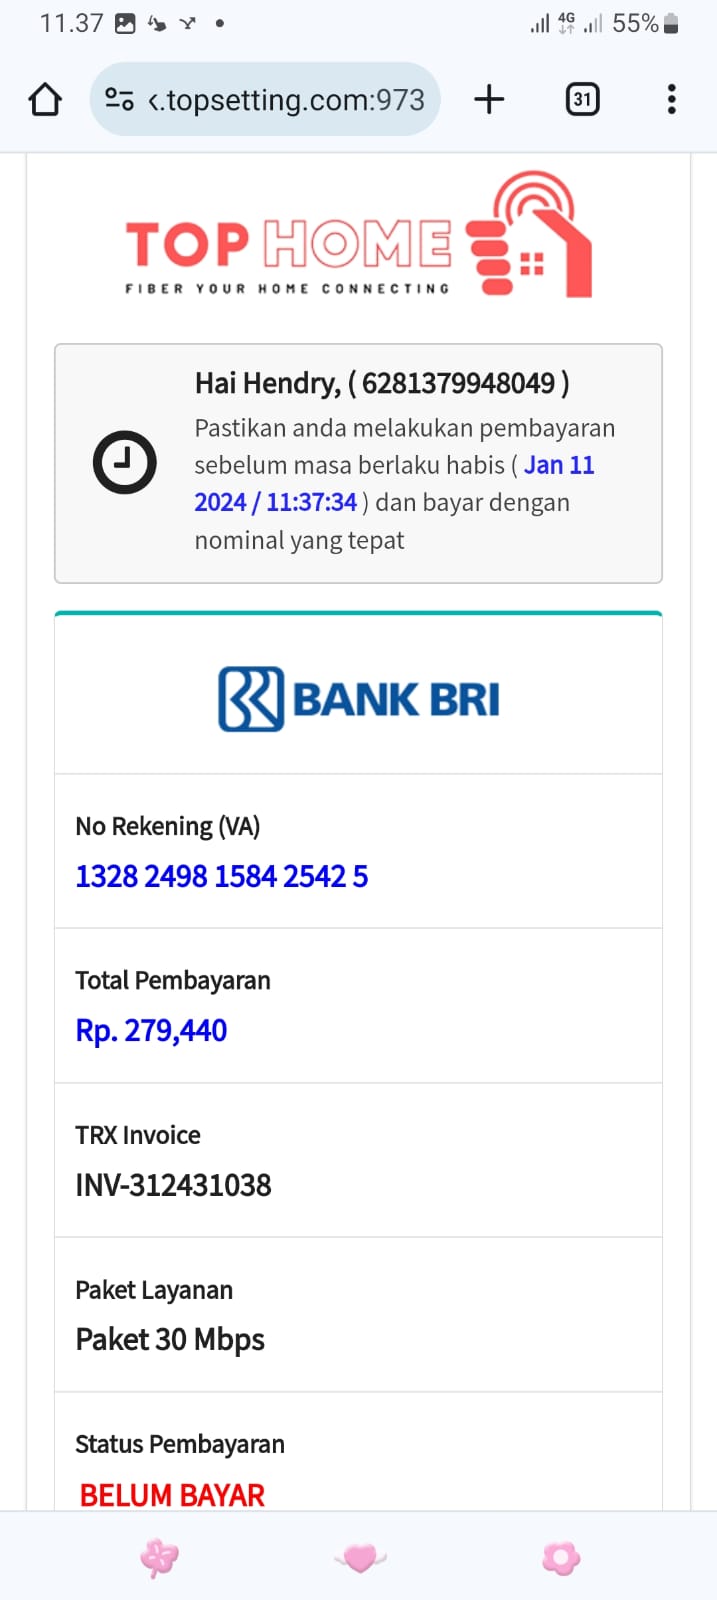 11.37
4G
55%
<.topsetting.com:973
31
TOP HOME
FIBER YOUR HOME CONNECTING
Hai Hendry, ( 6281379948049 )
Pastikan anda melakukan pembayaran
sebelum masa berlaku habis ( Jan 11
2024 / 11:37:34 ) dan bayar dengan
nominal yang tepat
BANK BRI
No Rekening (VA)
1328 2498 1584 2542 5
Total Pembayaran
Rp. 279,440
TRX Invoice
INV-312431038
Paket Layanan
Paket 30 Mbps
Status Pembayaran
BELUM BAYAR